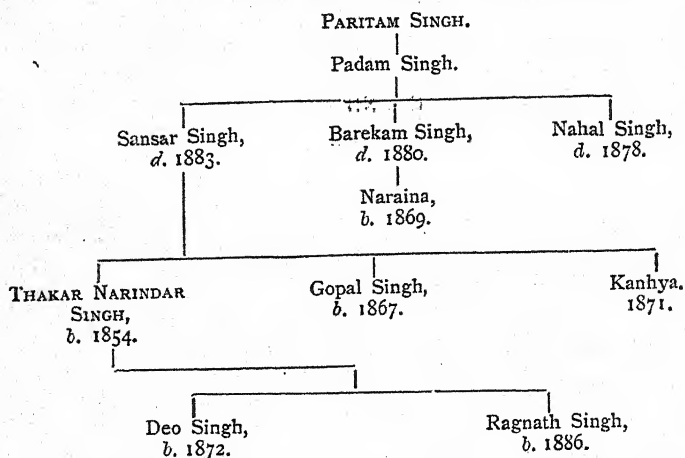 PARITAM SINGH.
Padam Singh.
Sansar Singh, Barekam Singh, Nahal Singh,
d. 1883. d. 1880. d. 1878.
Naraina,
b. 1869.
THAKAR NARINDAR SINGH, Gopal Singh, Kanhya.
b. 1854. b. 1867. 1871.
Deo Singh, Ragnath Singh,
b. 1872. b. 1886.